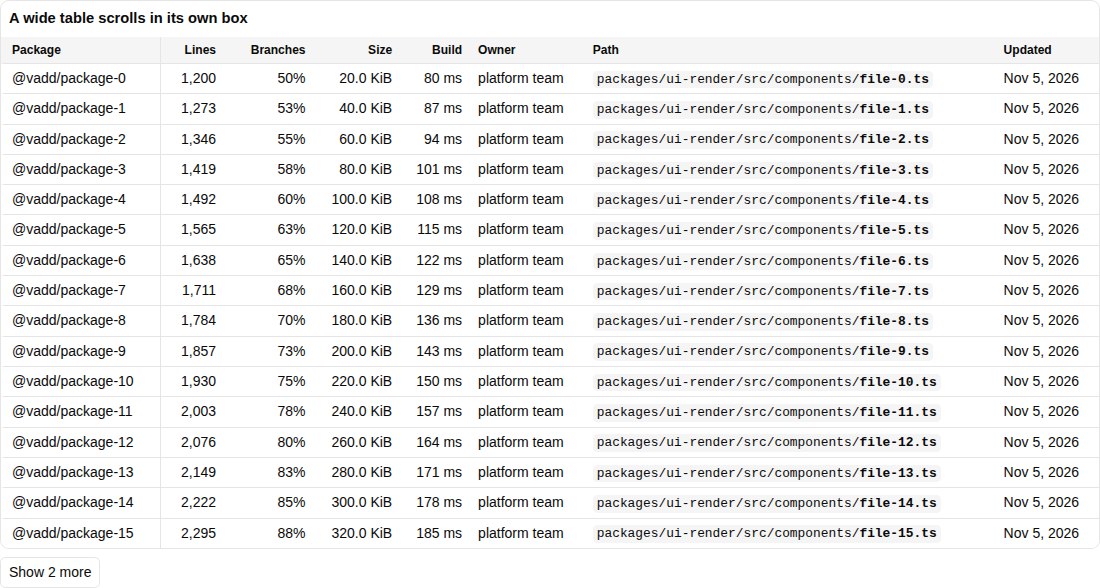 A wide table scrolls in its own box
Package Lines Branches Size Build Owner Path Updated
@vadd/package-0 1,200 50% 20.0 KiB 80 ms platform team packages/ui-render/src/components/file-0.ts Nov 5, 2026
@vadd/package-1 1,273 53% 40.0 KiB 87 ms platform team packages/ui-render/src/components/file-1.ts Nov 5, 2026
@vadd/package-2 1,346 55% 60.0 KiB 94 ms platform team packages/ui-render/src/components/file-2.ts Nov 5, 2026
@vadd/package-3 1,419 58% 80.0 KiB 101 ms platform team packages/ui-render/src/components/file-3.ts Nov 5, 2026
@vadd/package-4 1,492 60% 100.0 KiB 108 ms platform team packages/ui-render/src/components/file-4.ts Nov 5, 2026
@vadd/package-5 1,565 63% 120.0 KiB 115 ms platform team packages/ui-render/src/components/file-5.ts Nov 5, 2026
@vadd/package-6 1,638 65% 140.0 KiB 122 ms platform team packages/ui-render/src/components/file-6.ts Nov 5, 2026
@vadd/package-7 1,711 68% 160.0 KiB 129 ms platform team packages/ui-render/src/components/file-7.ts Nov 5, 2026
@vadd/package-8 1,784 70% 180.0 KiB 136 ms platform team packages/ui-render/src/components/file-8.ts Nov 5, 2026
@vadd/package-9 1,857 73% 200.0 KiB 143 ms platform team packages/ui-render/src/components/file-9.ts Nov 5, 2026
@vadd/package-10 1,930 75% 220.0 KiB 150 ms platform team packages/ui-render/src/components/file-10.ts Nov 5, 2026
@vadd/package-11 2,003 78% 240.0 KiB 157 ms platform team packages/ui-render/src/components/file-11.ts Nov 5, 2026
@vadd/package-12 2,076 80% 260.0 KiB 164 ms platform team packages/ui-render/src/components/file-12.ts Nov 5, 2026
@vadd/package-13 2,149 83% 280.0 KiB 171 ms platform team packages/ui-render/src/components/file-13.ts Nov 5, 2026
@vadd/package-14 2,222 85% 300.0 KiB 178 ms platform team packages/ui-render/src/components/file-14.ts Nov 5, 2026
@vadd/package-15 2,295 88% 320.0 KiB 185 ms platform team packages/ui-render/src/components/file-15.ts Nov 5, 2026
Show 2 more